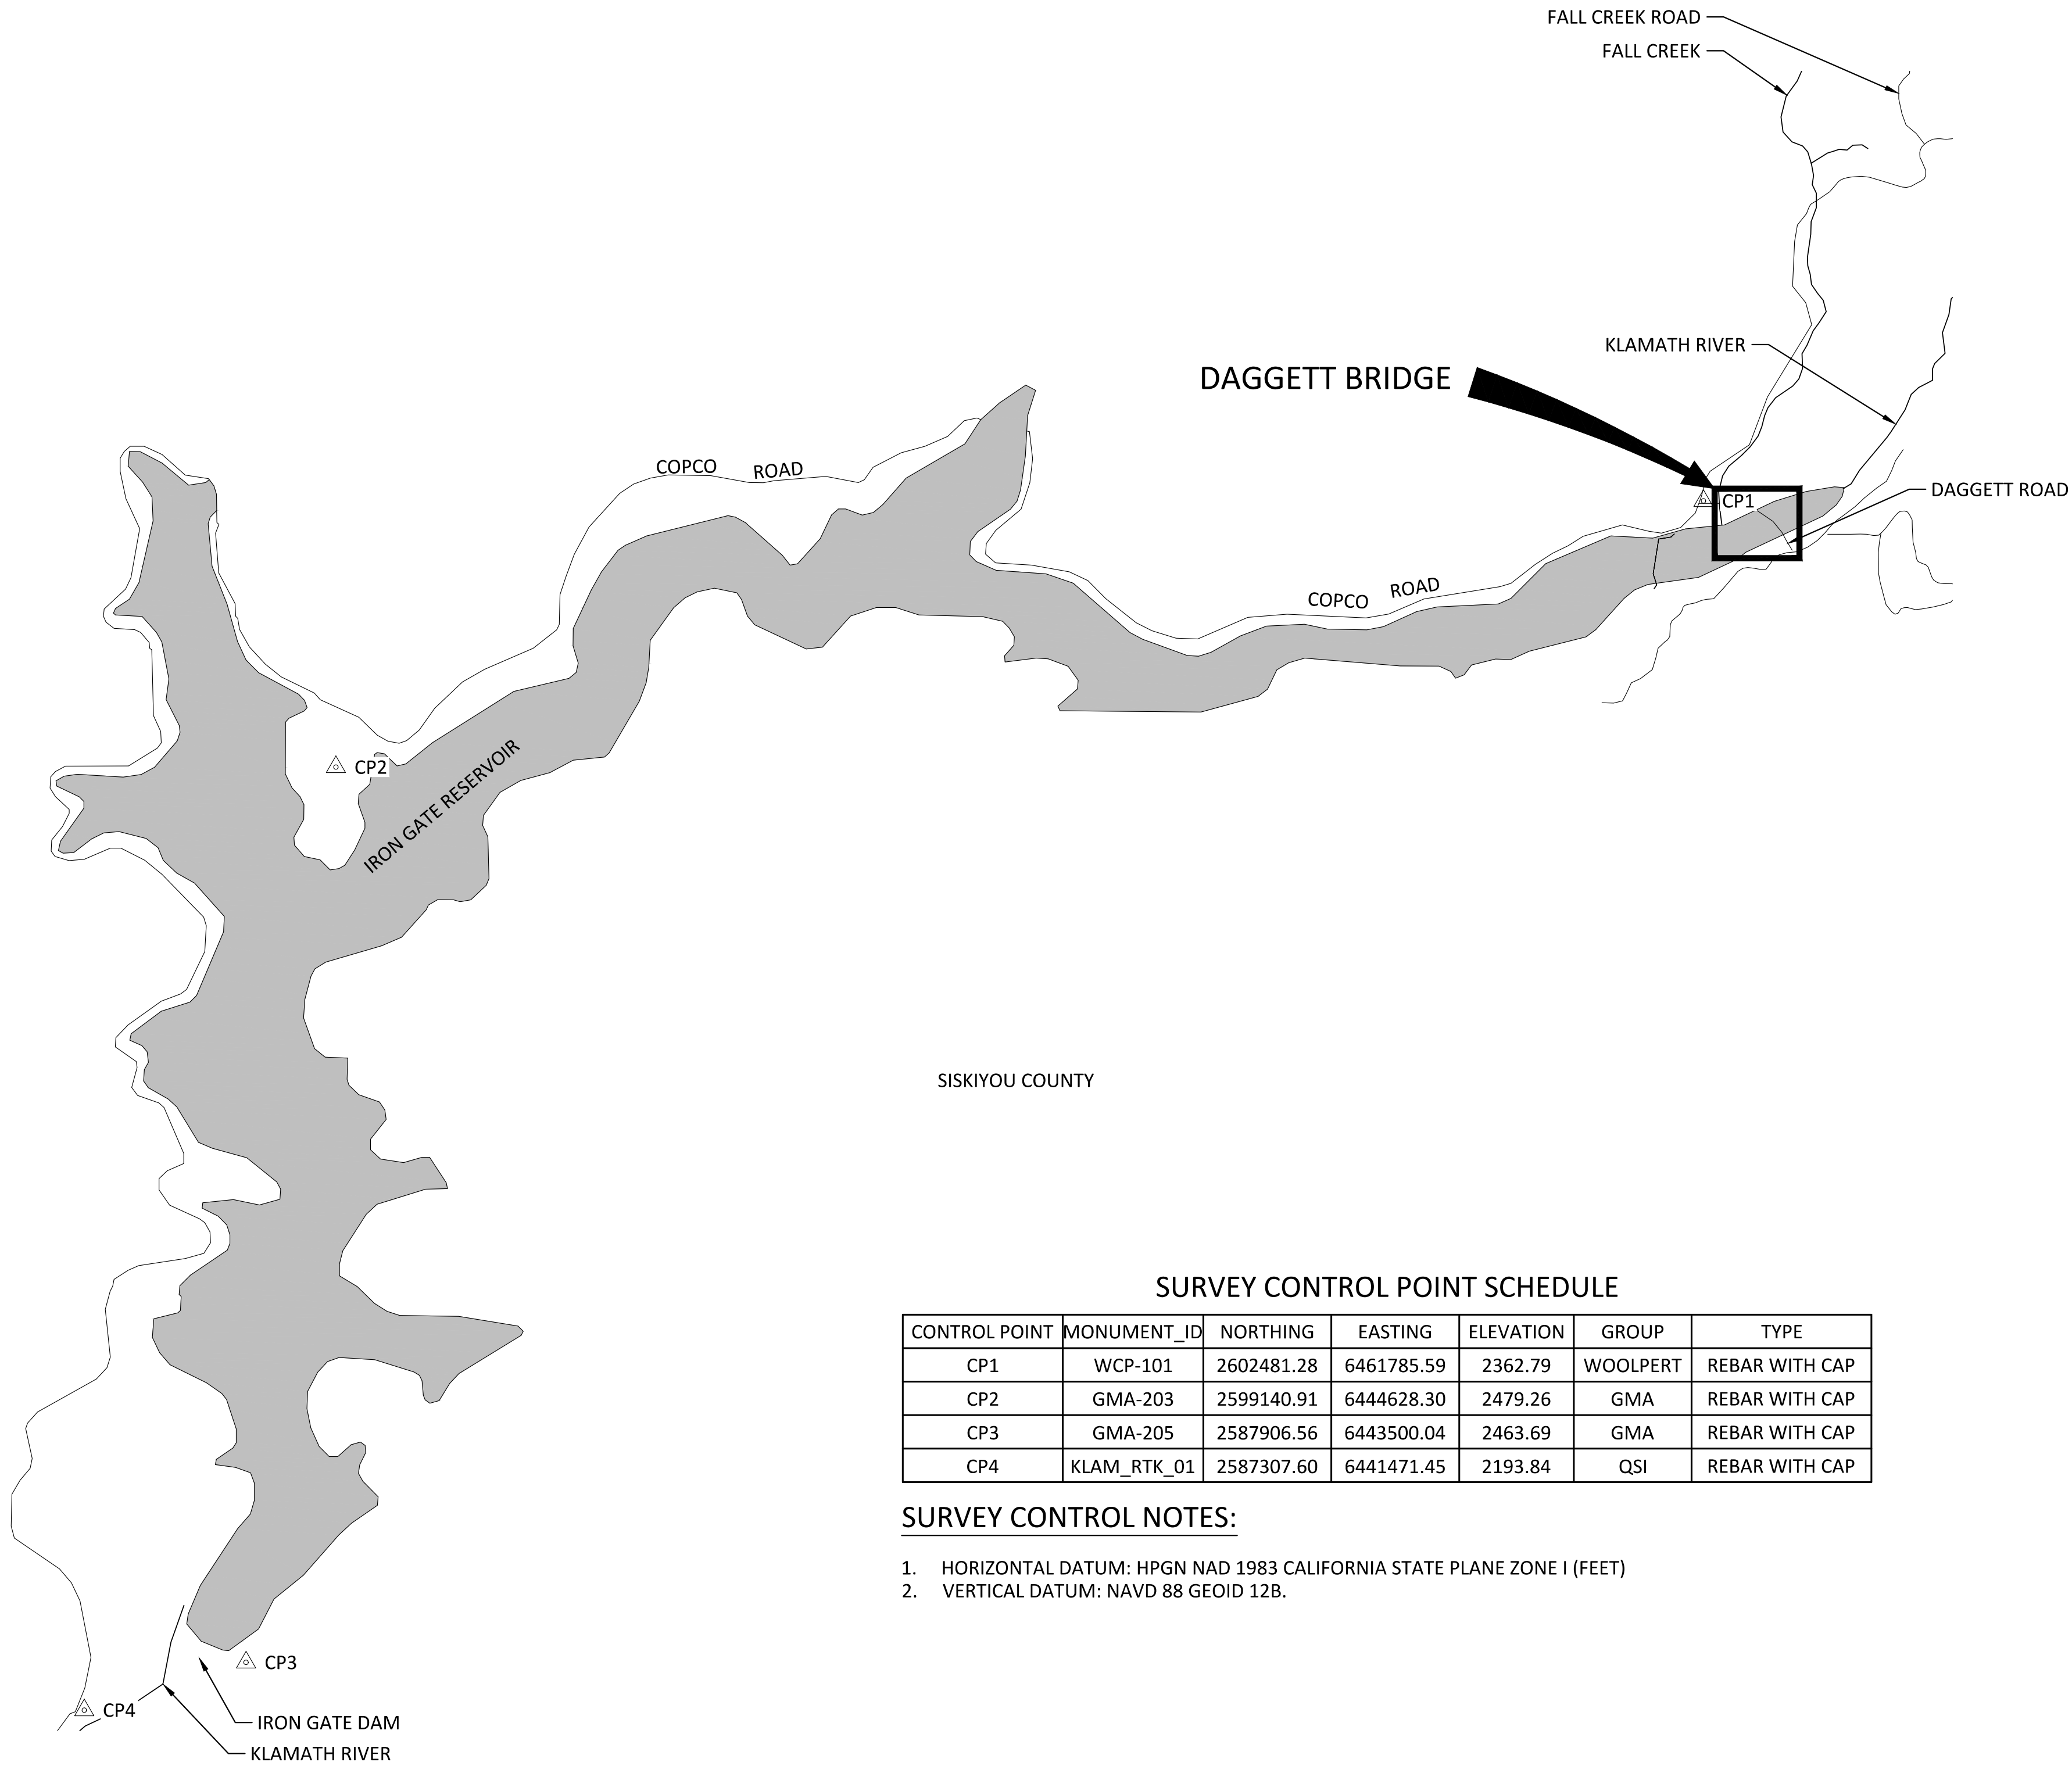 FALL CREEK ROAD
FALL CREEK
KLAMATH RIVER
DAGGETT BRIDGE
COPCO ROAD
CP1
DAGGETT ROAD
COPCO ROAD
CP2
IRON GATE RESERVOIR
SISKIYOU COUNTY
SURVEY CONTROL POINT SCHEDULE
CONTROL POINT MONUMENT_ID NORTHING EASTING ELEVATION GROUP TYPE
CP1 WCP-101 2602481.28 6461785.59 2362.79 WOOLPERT REBAR WITH CAP
CP2 GMA-203 2599140.91 6444628.30 2479.26 GMA REBAR WITH CAP
CP3 GMA-205 2587906.56 6443500.04 2463.69 GMA REBAR WITH CAP
CP4 KLAM_RTK_01 2587307.60 6441471.45 2193.84 QSI REBAR WITH CAP
SURVEY CONTROL NOTES:
1. HORIZONTAL DATUM: HPGN NAD 1983 CALIFORNIA STATE PLANE ZONE I (FEET)
2. VERTICAL DATUM: NAVD 88 GEOID 12B.
CP3
CP4
IRON GATE DAM
KLAMATH RIVER